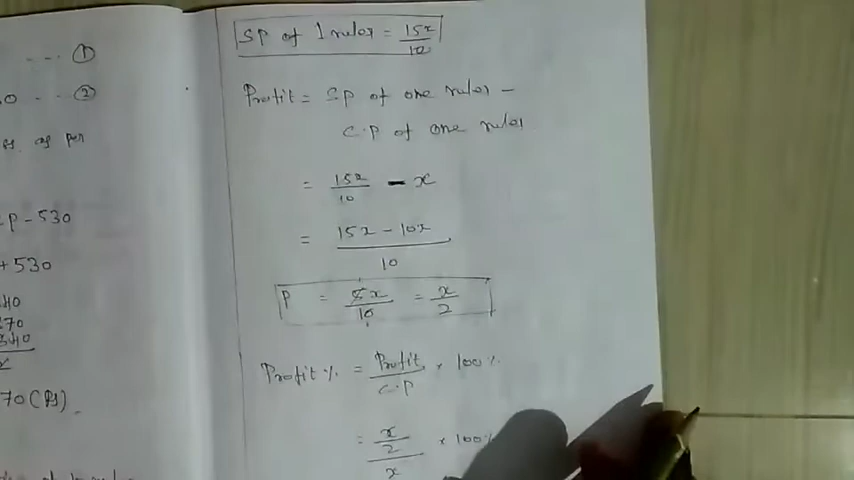 --- ①
0 --- ②
as per
P-530
+530
70(Rs).
SP of 1 ruler = 15x/10
Profit = SP of one ruler -
C.P of one ruler
= 15x/10 - x
= 15x - 10x
10
P = 5x/10 = x/2
Profit % = Profit/C.P × 100%
= x/2/x × 100%